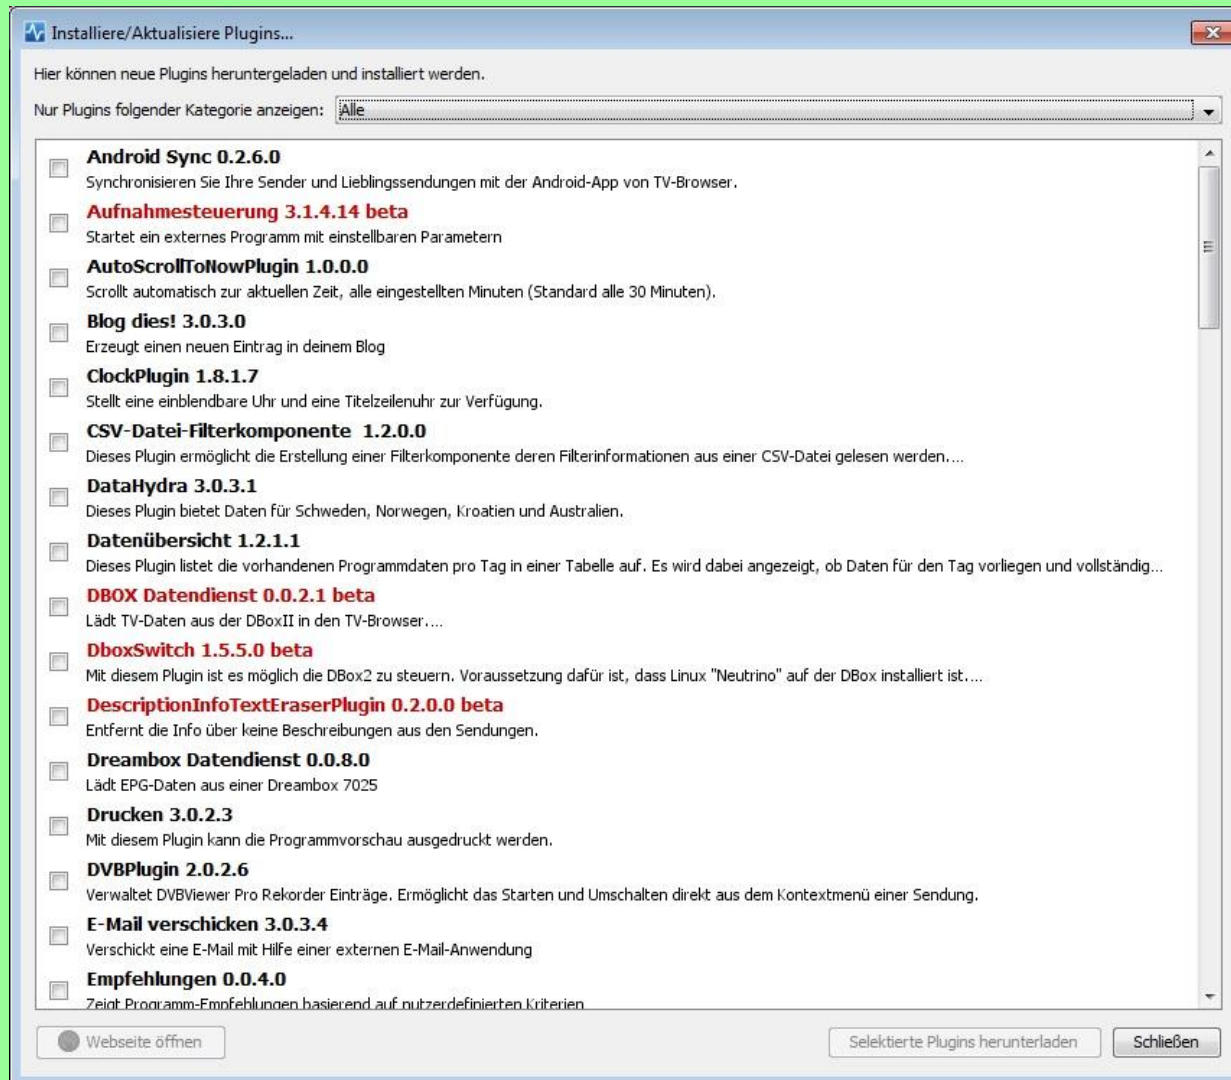 Installiere/Aktualisiere Plugins...
Hier können neue Plugins heruntergeladen und installiert werden.
Nur Plugins folgender Kategorie anzeigen: Alle
Android Sync 0.2.6.0
Synchronisieren Sie Ihre Sender und Lieblingssendungen mit der Android-App von TV-Browser.
Aufnahmesteuerung 3.1.4.14 beta
Startet ein externes Programm mit einstellbaren Parametern
AutoScrollToNowPlugin 1.0.0.0
Scrollt automatisch zur aktuellen Zeit, alle eingestellten Minuten (Standard alle 30 Minuten).
Blog dies! 3.0.3.0
Erzeugt einen neuen Eintrag in deinem Blog
ClockPlugin 1.8.1.7
Stellt eine einblendbare Uhr und eine Titelzeilenuhr zur Verfügung.
CSV-Datei-Filterkomponente 1.2.0.0
Dieses Plugin ermöglicht die Erstellung einer Filterkomponente deren Filterinformationen aus einer CSV-Datei gelesen werden....
DataHydra 3.0.3.1
Dieses Plugin bietet Daten für Schweden, Norwegen, Kroatien und Australien.
Datenübersicht 1.2.1.1
Dieses Plugin listet die vorhandenen Programmdaten pro Tag in einer Tabelle auf. Es wird dabei angezeigt, ob Daten für den Tag vorliegen und vollständig...
DBOX Datendienst 0.0.2.1 beta
Lädt TV-Daten aus der DBoxII in den TV-Browser....
DboxSwitch 1.5.5.0 beta
Mit diesem Plugin ist es möglich die DBox2 zu steuern. Voraussetzung dafür ist, dass Linux "Neutrino" auf der DBox installiert ist....
DescriptionInfoTextEraserPlugin 0.2.0.0 beta
Entfernt die Info über keine Beschreibungen aus den Sendungen.
Dreambox Datendienst 0.0.8.0
Lädt EPG-Daten aus einer Dreambox 7025
Drucken 3.0.2.3
Mit diesem Plugin kann die Programmvorschau ausgedruckt werden.
DVBPlugin 2.0.2.6
Verwaltet DVBViewer Pro Rekorder Einträge. Ermöglicht das Starten und Umschalten direkt aus dem Kontextmenü einer Sendung.
E-Mail verschicken 3.0.3.4
Verschickt eine E-Mail mit Hilfe einer externen E-Mail-Anwendung
Empfehlungen 0.0.4.0
Zeigt Programm-Empfehlungen basierend auf nutzerdefinierten Kriterien
Webseite öffnen
Selektierte Plugins herunterladen
Schließen